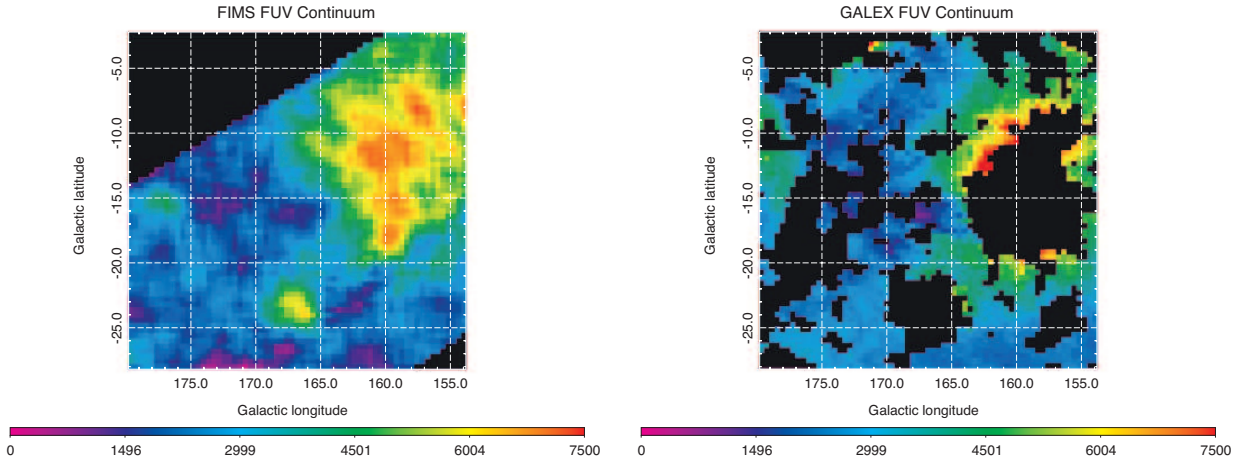 FIMS FUV Continuum
GALEX FUV Continuum
-5.0
-10.0
-15.0
-20.0
-25.0
Galactic latitude
175.0 170.0 165.0 160.0 155.0
Galactic longitude
0 1496 2999 4501 6004 7500
-5.0
-10.0
-15.0
-20.0
-25.0
Galactic latitude
175.0 170.0 165.0 160.0 155.0
Galactic longitude
0 1496 2999 4501 6004 7500